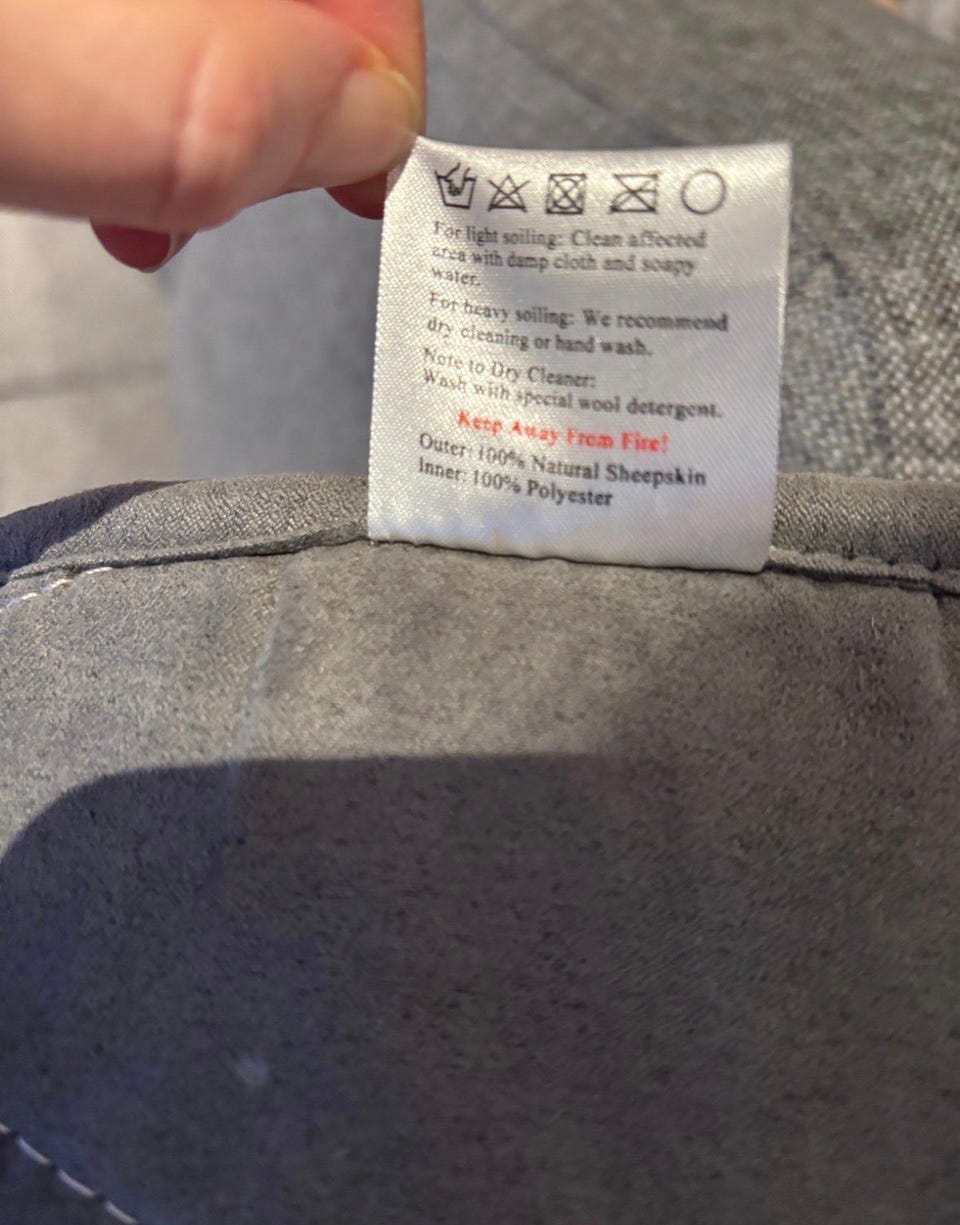 For light soiling: Clean affected
area with damp cloth and soapy
water.
For heavy soiling: We recommend
dry cleaning or hand wash.
Note to Dry Cleaner:
Wash with special wool detergent.
Keep Away From Fire!
Outer: 100% Natural Sheepskin
Inner: 100% Polyester